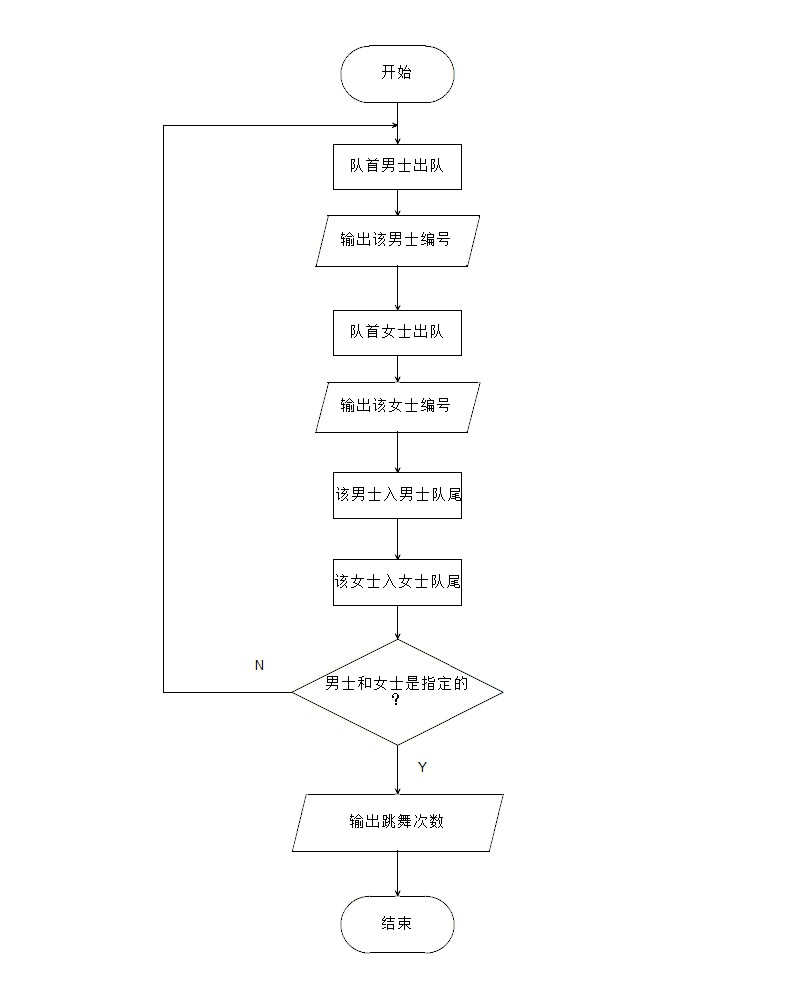 开始
队首男士出队
输出该男士编号
队首女士出队
输出该女士编号
该男士入男士队尾
该女士入女士队尾
N
男士和女士是指定的
?
Y
输出跳舞次数
结束